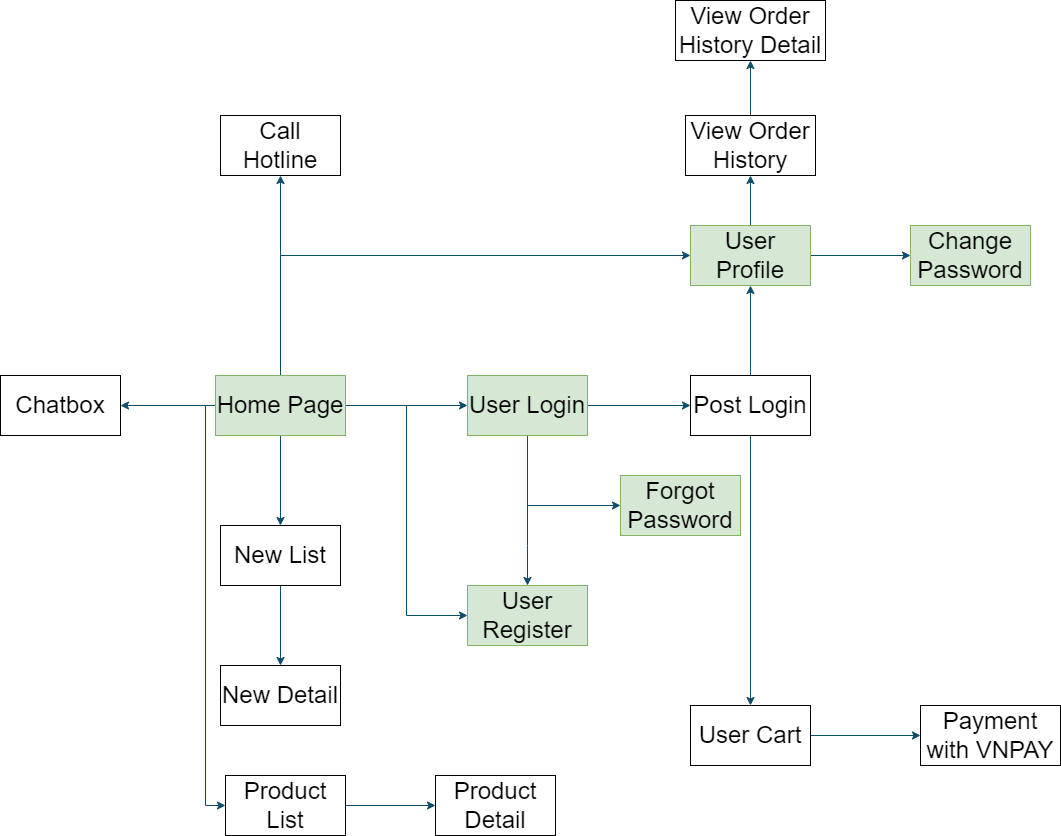 View Order
History Detail
Call
Hotline
View Order
History
User
Profile
Change
Password
Chatbox
Home Page
User Login
Post Login
Forgot
Password
New List
User
Register
New Detail
User Cart
Payment
with VNPAY
Product
List
Product
Detail